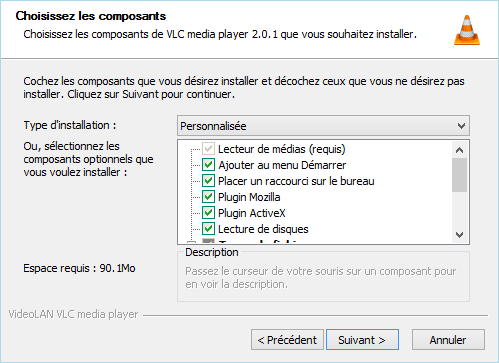 Choisissez les composants
Choisissez les composants de VLC media player 2.0.1 que vous souhaitez installer.
Cochez les composants que vous désirez installer et décochez ceux que vous ne désirez pas
installer. Cliquez sur Suivant pour continuer.
Type d'installation :
Personnalisée
Ou, sélectionnez les
composants optionnels que
vous voulez installer :
Lecteur de médias (requis)
Ajouter au menu Démarrer
Placer un raccourci sur le bureau
Plugin Mozilla
Plugin ActiveX
Lecture de disques
Espace requis : 90.1Mo
Description
Passez le curseur de votre souris sur un composant pour
en voir la description.
VideoLAN VLC media player
< Précédent
Suivant >
Annuler